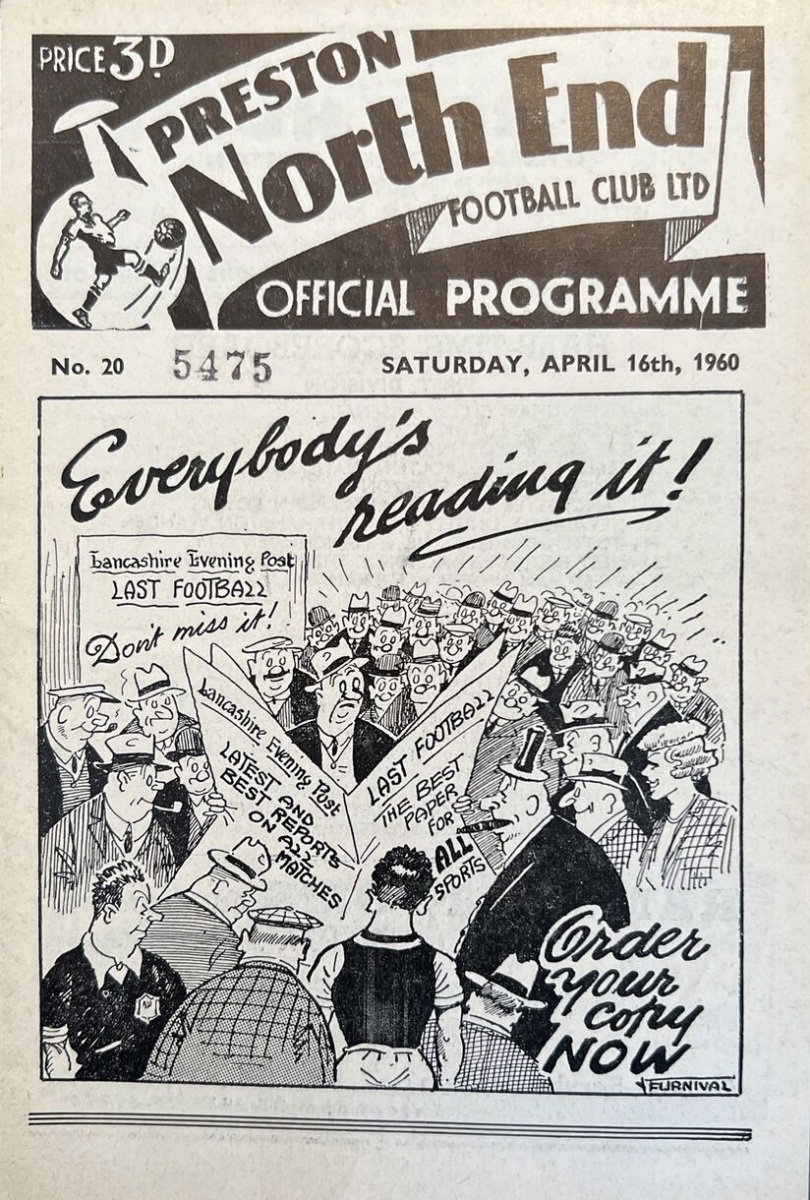 PRICE 3D
PRESTON
North End
FOOTBALL CLUB LTD
OFFICIAL PROGRAMME
No. 20 5475 SATURDAY, APRIL 16th, 1960
Everybody's
reading it!
Lancashire Evening Post
LAST FOOTBALL
Don't miss it!
Lancashire Evening Post
LATEST AND
BEST REPORTS
ON ALL
MATCHES
LAST FOOTBALL
THE BEST
PAPER
FOR
ALL
SPORTS
Order
your
copy
NOW
FURNIVAL